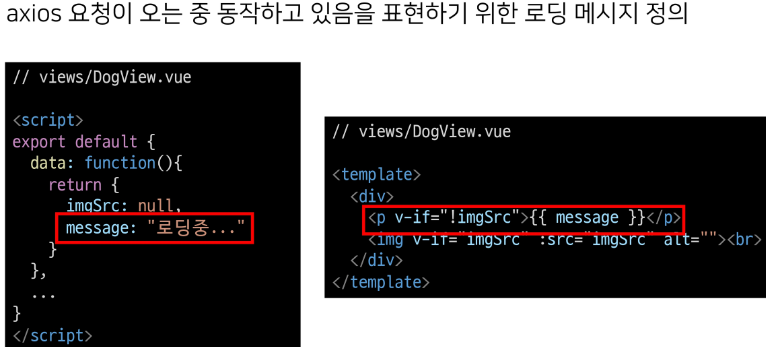 axios 요청이 오는 중 동작하고 있음을 표현하기 위한 로딩 메시지 정의
// views/DogView.vue
<script>
export default {
data: function(){
return {
imgSrc: null,
message: "로딩중..."
}
},
...
}
</script>
// views/DogView.vue
<template>
<div>
<p v-if="!imgSrc">{{ message }}</p>
<img v-if="imgSrc" :src="imgSrc" alt=""><br>
</div>
</template>